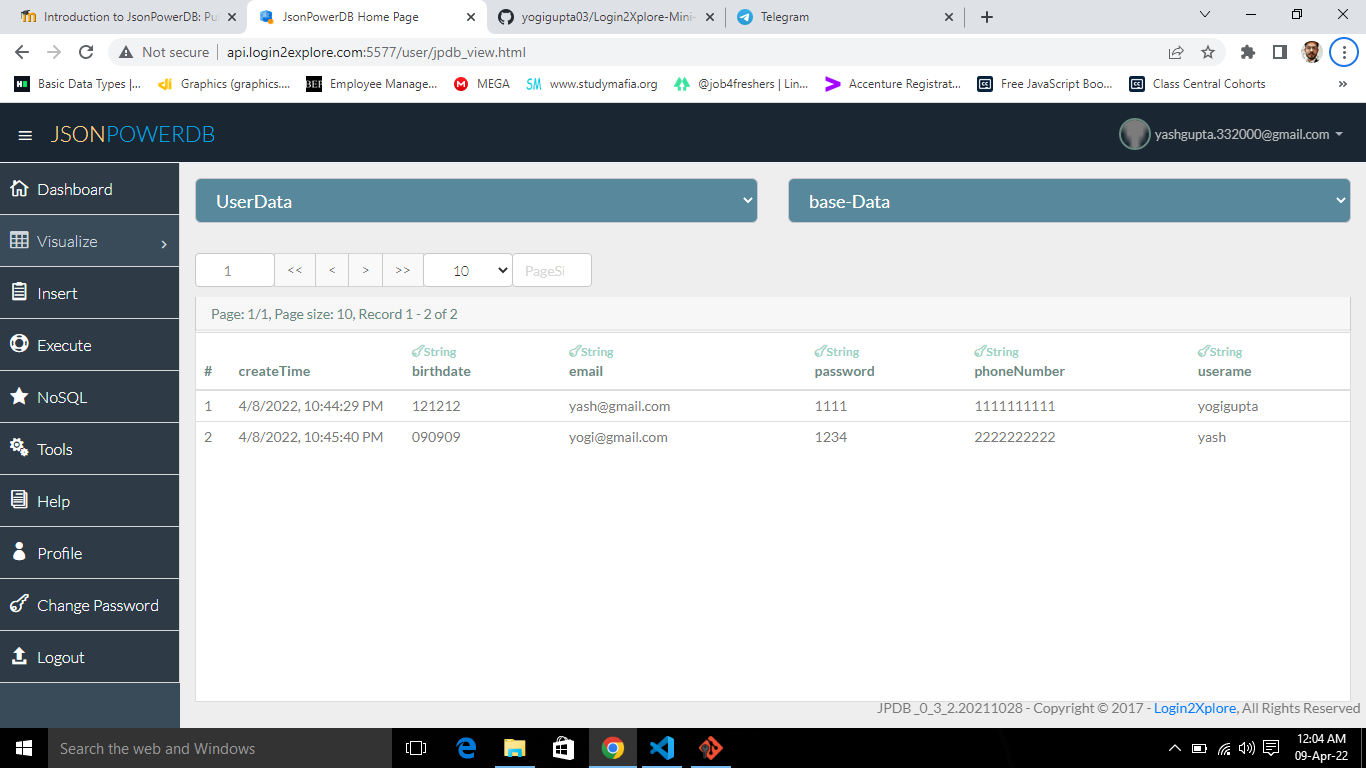 Introduction to JsonPowerDB: Pu
JsonPowerDB Home Page
yogigupta03/Login2Xplore-Mini-
Telegram
Not secure
api.login2explore.com:5577/user/jpdb_view.html
Basic Data Types |...
Graphics (graphics....
BEF
Employee Manage...
MEGA
SM
www.studymafia.org
@job4freshers | Lin...
Accenture Registrat...
Free JavaScript Boo...
Class Central Cohorts
»
JSONPOWERDB
yashgupta.332000@gmail.com
Dashboard
Visualize
Insert
Execute
NoSQL
Tools
Help
Profile
Change Password
Logout
UserData
base-Data
1 << < > >> 10 PageSi
Page: 1/1, Page size: 10, Record 1 - 2 of 2
String String String String String
# createTime birthdate email password phoneNumber userame
1 4/8/2022, 10:44:29 PM 121212 yash@gmail.com 1111 1111111111 yogigupta
2 4/8/2022, 10:45:40 PM 090909 yogi@gmail.com 1234 2222222222 yash
JPDB _0_3_2.20211028 - Copyright © 2017 - Login2Xplore, All Rights Reserved
Search the web and Windows
12:04 AM
09-Apr-22